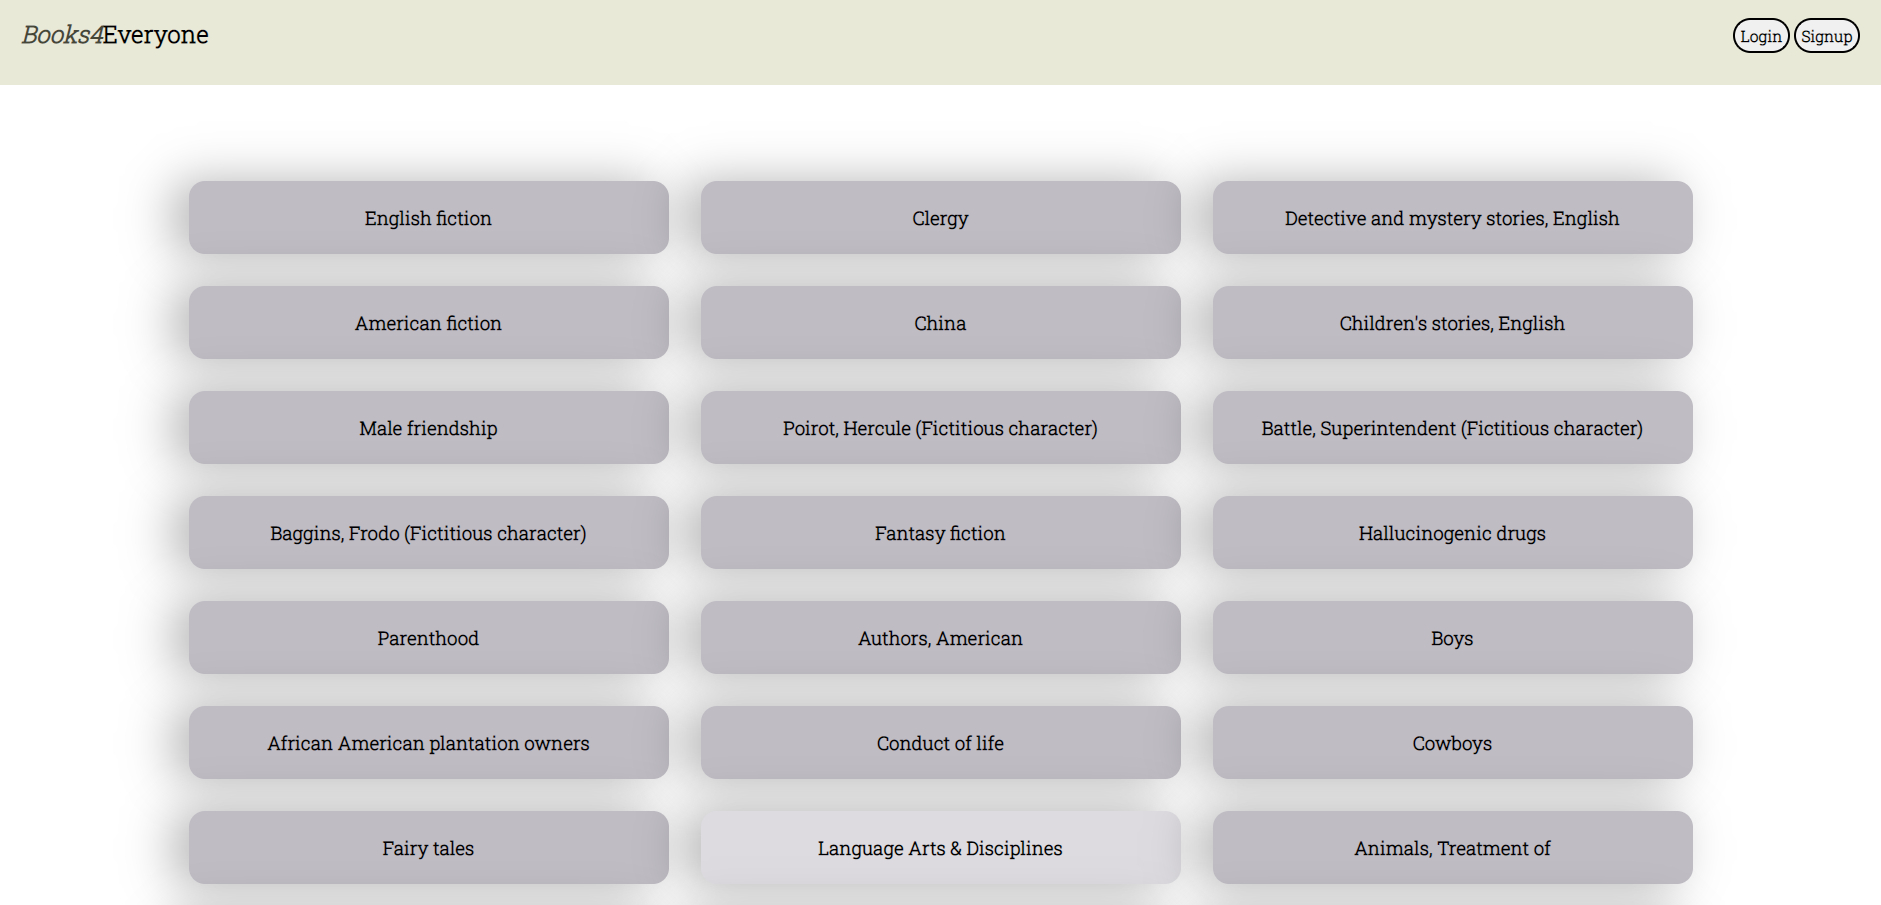 Books4Everyone
Login Signup
English fiction
Clergy
Detective and mystery stories, English
American fiction
China
Children's stories, English
Male friendship
Poirot, Hercule (Fictitious character)
Battle, Superintendent (Fictitious character)
Baggins, Frodo (Fictitious character)
Fantasy fiction
Hallucinogenic drugs
Parenthood
Authors, American
Boys
African American plantation owners
Conduct of life
Cowboys
Fairy tales
Language Arts & Disciplines
Animals, Treatment of